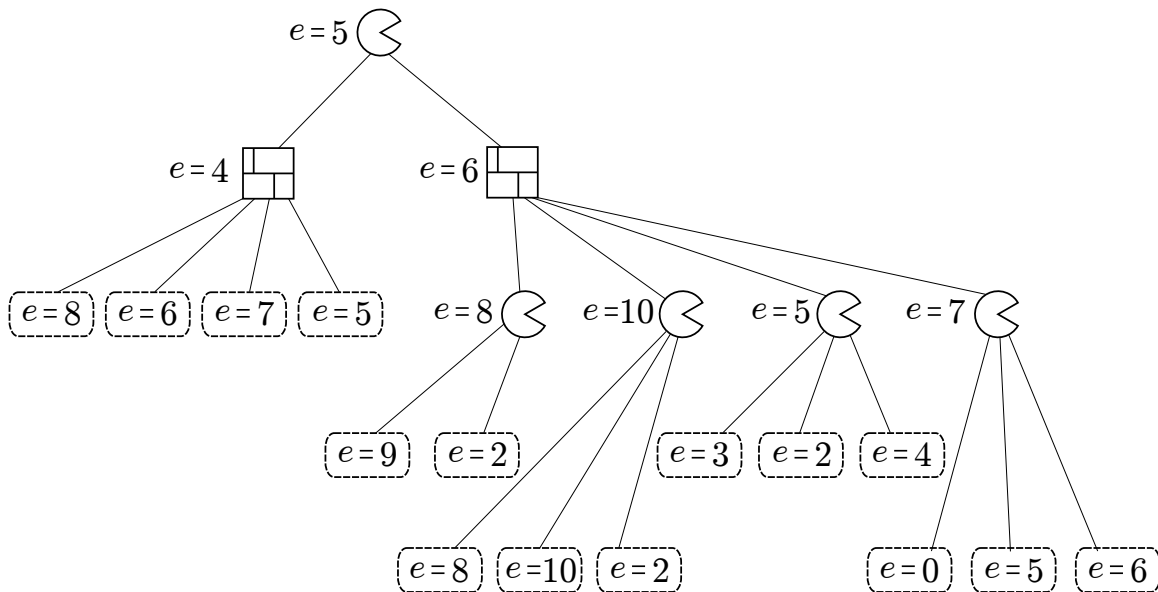 e = 5
e = 4
e = 6
e = 8
e = 6
e = 7
e = 5
e = 8
e = 10
e = 5
e = 7
e = 9
e = 2
e = 3
e = 2
e = 4
e = 8
e = 10
e = 2
e = 0
e = 5
e = 6